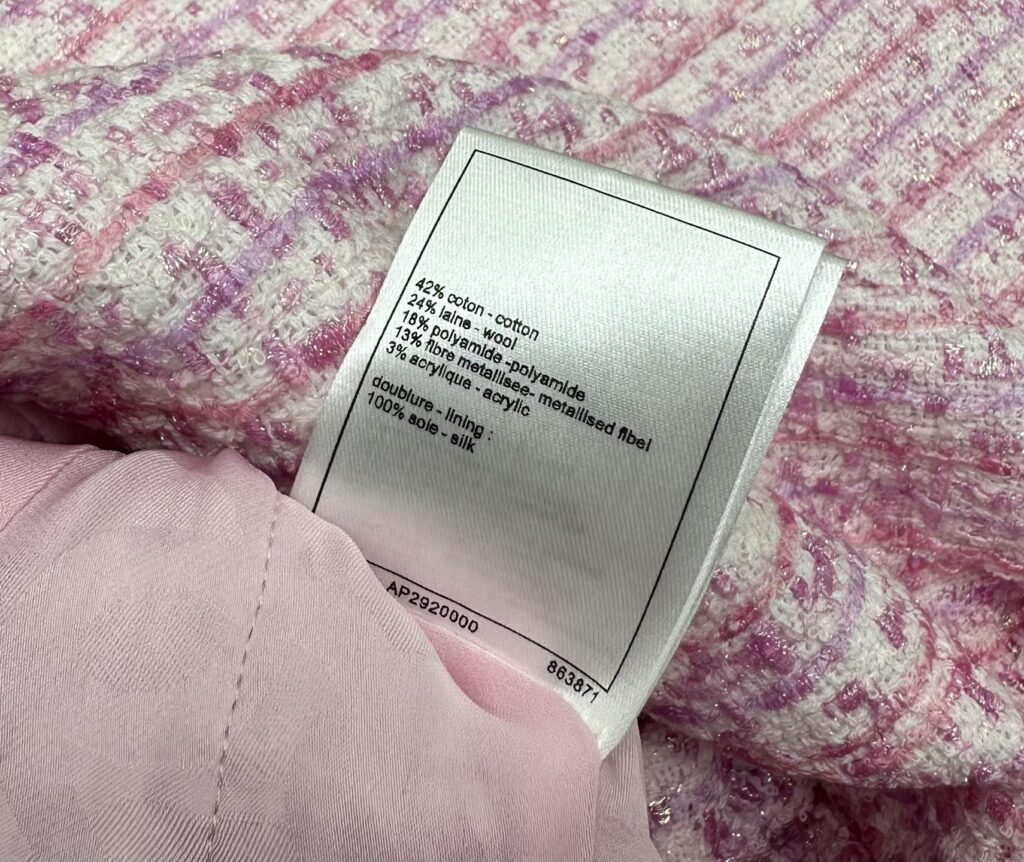 42% coton - cotton
24% laine - wool
18% polyamide -polyamide
13% fibre metallisee- metallised fibel
3% acrylique - acrylic
doublure - lining :
100% soie - silk
AP2920000
863871